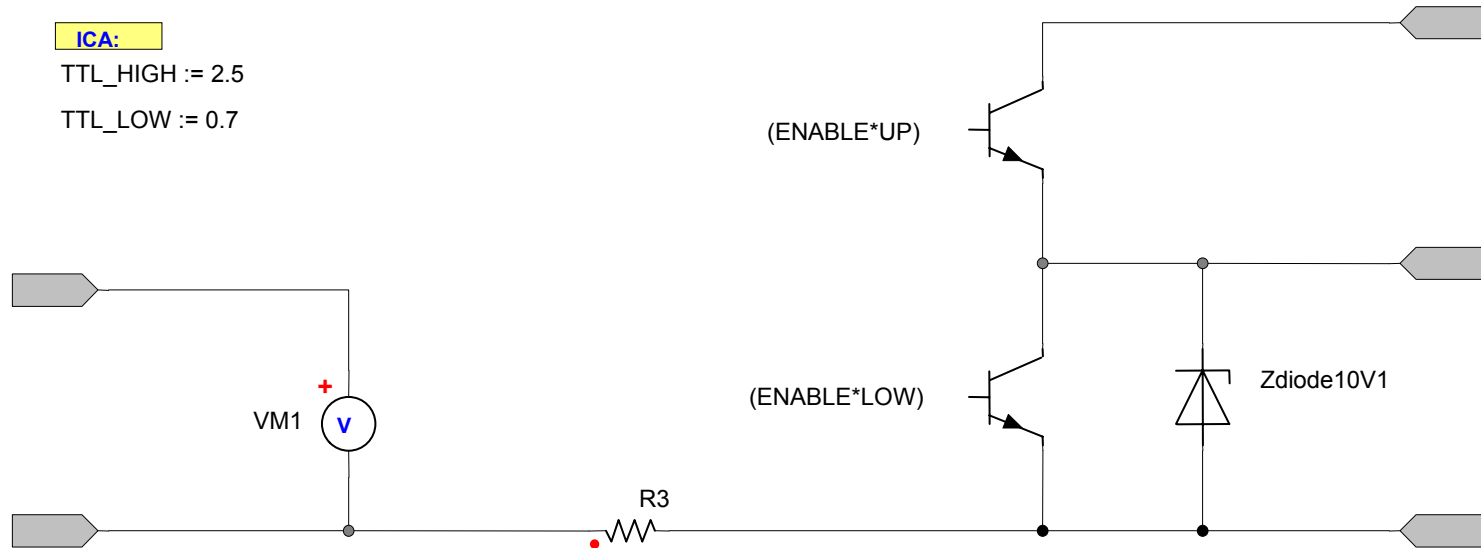 ICA:
TTL_HIGH := 2.5
TTL_LOW := 0.7
(ENABLE*UP)
(ENABLE*LOW)
Zdiode10V1
+
VM1
V
R3